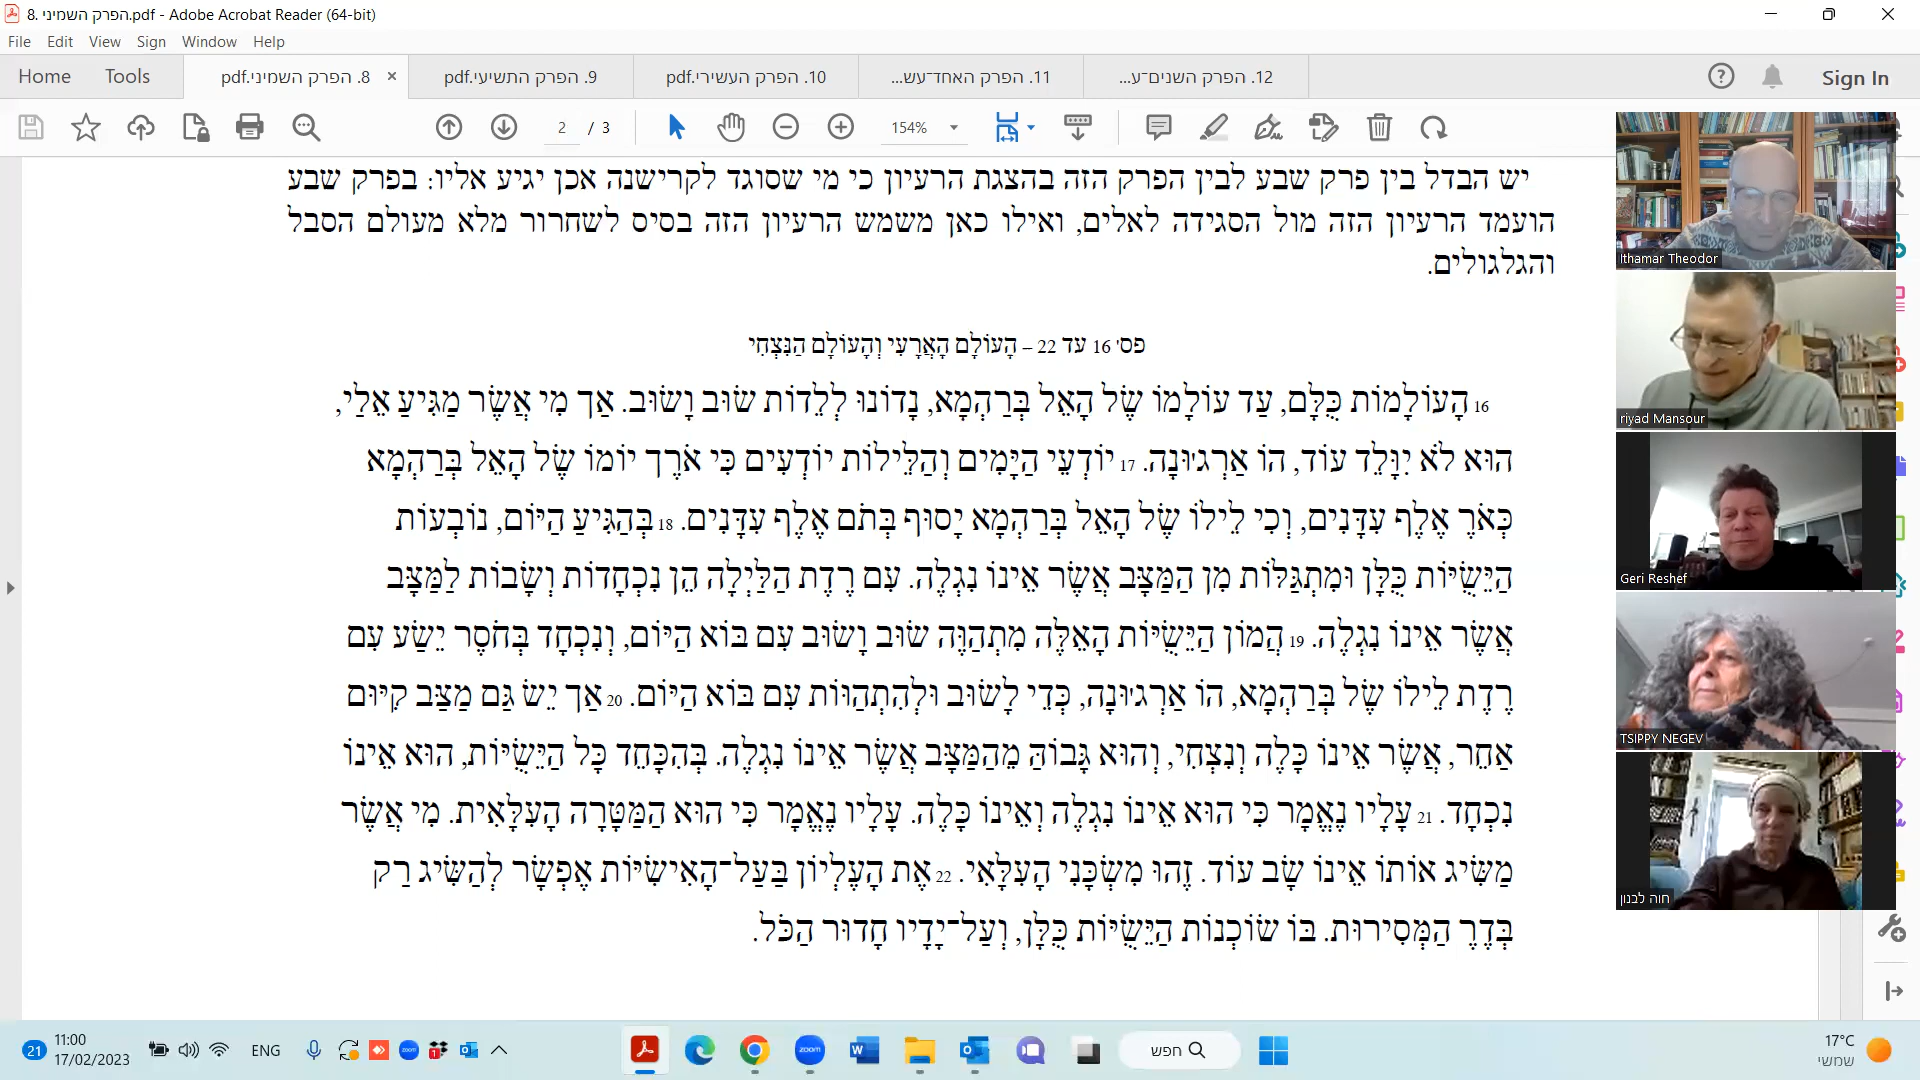 8. הפרק השמיני.pdf - Adobe Acrobat Reader (64-bit)
File Edit View Sign Window Help
Home Tools 8. הפרק השמיני.pdf × 9. הפרק התשיעי.pdf 10. הפרק העשירי.pdf 11. הפרק האחד־עש... 12. הפרק השנים־ע... Sign In
2 / 3 154%
יש הבדל בין פרק שבע לבין הפרק הזה בהצגת הרעיון כי מי שסוגד לקרישנה אכן יגיע אליו: בפרק שבע
הועמד הרעיון הזה מול הסגידה לאלים, ואילו כאן משמש הרעיון הזה בסיס לשחרור מלא מעולם הסבל
והגלגולים.
פס' 16 עד 22 – הָעוֹלָם הָאֲרָעִי וְהָעוֹלָם הַנִּצְחִי
16 הָעוֹלָמוֹת כֻּלָּם, עַד עוֹלָמוֹ שֶׁל הָאֵל בְּרַהְמָא, נָדוֹנוּ לְלֵדוֹת שׁוּב וָשׁוּב. אַךְ מִי אֲשֶׁר מַגִּיעַ אֵלַי,
הוּא לֹא יִוָּלֵד עוֹד, הוֹ אַרְג'וּנָה. 17 יוֹדְעֵי הַיָּמִים וְהַלֵּילוֹת יוֹדְעִים כִּי אֹרֶךְ יוֹמוֹ שֶׁל הָאֵל בְּרַהְמָא
כְּאֹרֶךְ אֶלֶף עִדָּנִים, וְכִי לֵילוֹ שֶׁל הָאֵל בְּרַהְמָא יָסוּף בְּתֹם אֶלֶף עִדָּנִים. 18 בְּהַגִּיעַ הַיּוֹם, נוֹבְעוֹת
הַיֵּשֻׁיּוֹת כֻּלָּן וּמִתְגַּלּוֹת מִן הַמַּצָּב אֲשֶׁר אֵינוֹ נִגְלֶה. עִם רֶדֶת הַלַּיְלָה הֵן נִכְחָדוֹת וְשָׁבוֹת לַמַּצָּב
אֲשֶׁר אֵינוֹ נִגְלֶה. 19 הֲמוֹן הַיֵּשֻׁיּוֹת הָאֵלֶּה מִתְהַוֶּה שׁוּב וָשׁוּב עִם בּוֹא הַיּוֹם, וְנִכְחָד בְּחֹסֶר יֵשַׁע עִם
רֶדֶת לֵילוֹ שֶׁל בְּרַהְמָא, הוֹ אַרְג'וּנָה, כְּדֵי לָשׁוּב וּלְהִתְהַוּוֹת עִם בּוֹא הַיּוֹם. 20 אַךְ יֵשׁ גַּם מַצַּב קִיּוּם
אַחֵר, אֲשֶׁר אֵינוֹ כָּלֶה וְנִצְחִי, וְהוּא גָּבוֹהַּ מֵהַמַּצָּב אֲשֶׁר אֵינוֹ נִגְלֶה. בְּהִכָּחֵד כָּל הַיֵּשֻׁיּוֹת, הוּא אֵינוֹ
נִכְחָד. 21 עָלָיו נֶאֱמָר כִּי הוּא אֵינוֹ נִגְלֶה וְאֵינוֹ כָּלֶה. עָלָיו נֶאֱמָר כִּי הוּא הַמַּטָּרָה הָעִלָּאִית. מִי אֲשֶׁר
מַשִּׂיג אוֹתוֹ אֵינוֹ שָׁב עוֹד. זֶהוּ מִשְׁכָּנִי הָעִלָּאִי. 22 אֶת הָעֶלְיוֹן בַּעַל־הָאִישִׁיּוֹת אֶפְשָׁר לְהַשִּׂיג רַק
בְּדֶרֶךְ הַמְּסִירוּת. בּוֹ שׁוֹכְנוֹת הַיֵּשֻׁיּוֹת כֻּלָּן, וְעַל־יָדָיו חָדוּר הַכֹּל.
Ithamar Theodor
riyad Mansour
Geri Reshef
TSIPPY NEGEV
חוה לבנון
21 11:00
17/02/2023
ENG
zoom
חפש
17°C
שמשי